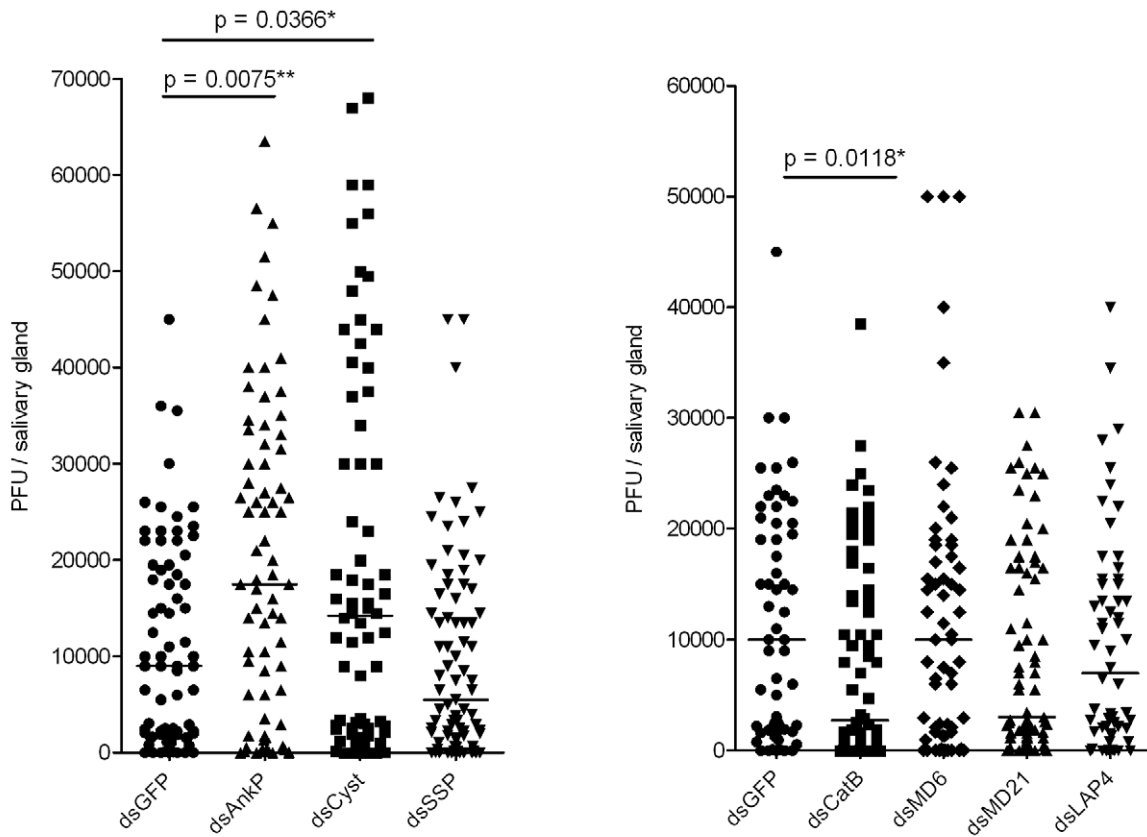 p = 0.0366*
p = 0.0075**
70000
60000
50000
40000
30000
20000
10000
0
PFU / salivary gland
dsGFP
dsAnkP
dsCyst
dsSSP
60000
50000
40000
30000
20000
10000
0
PFU / salivary gland
p = 0.0118*
dsGFP
dsCatB
dsMD6
dsMD21
dsLAP4